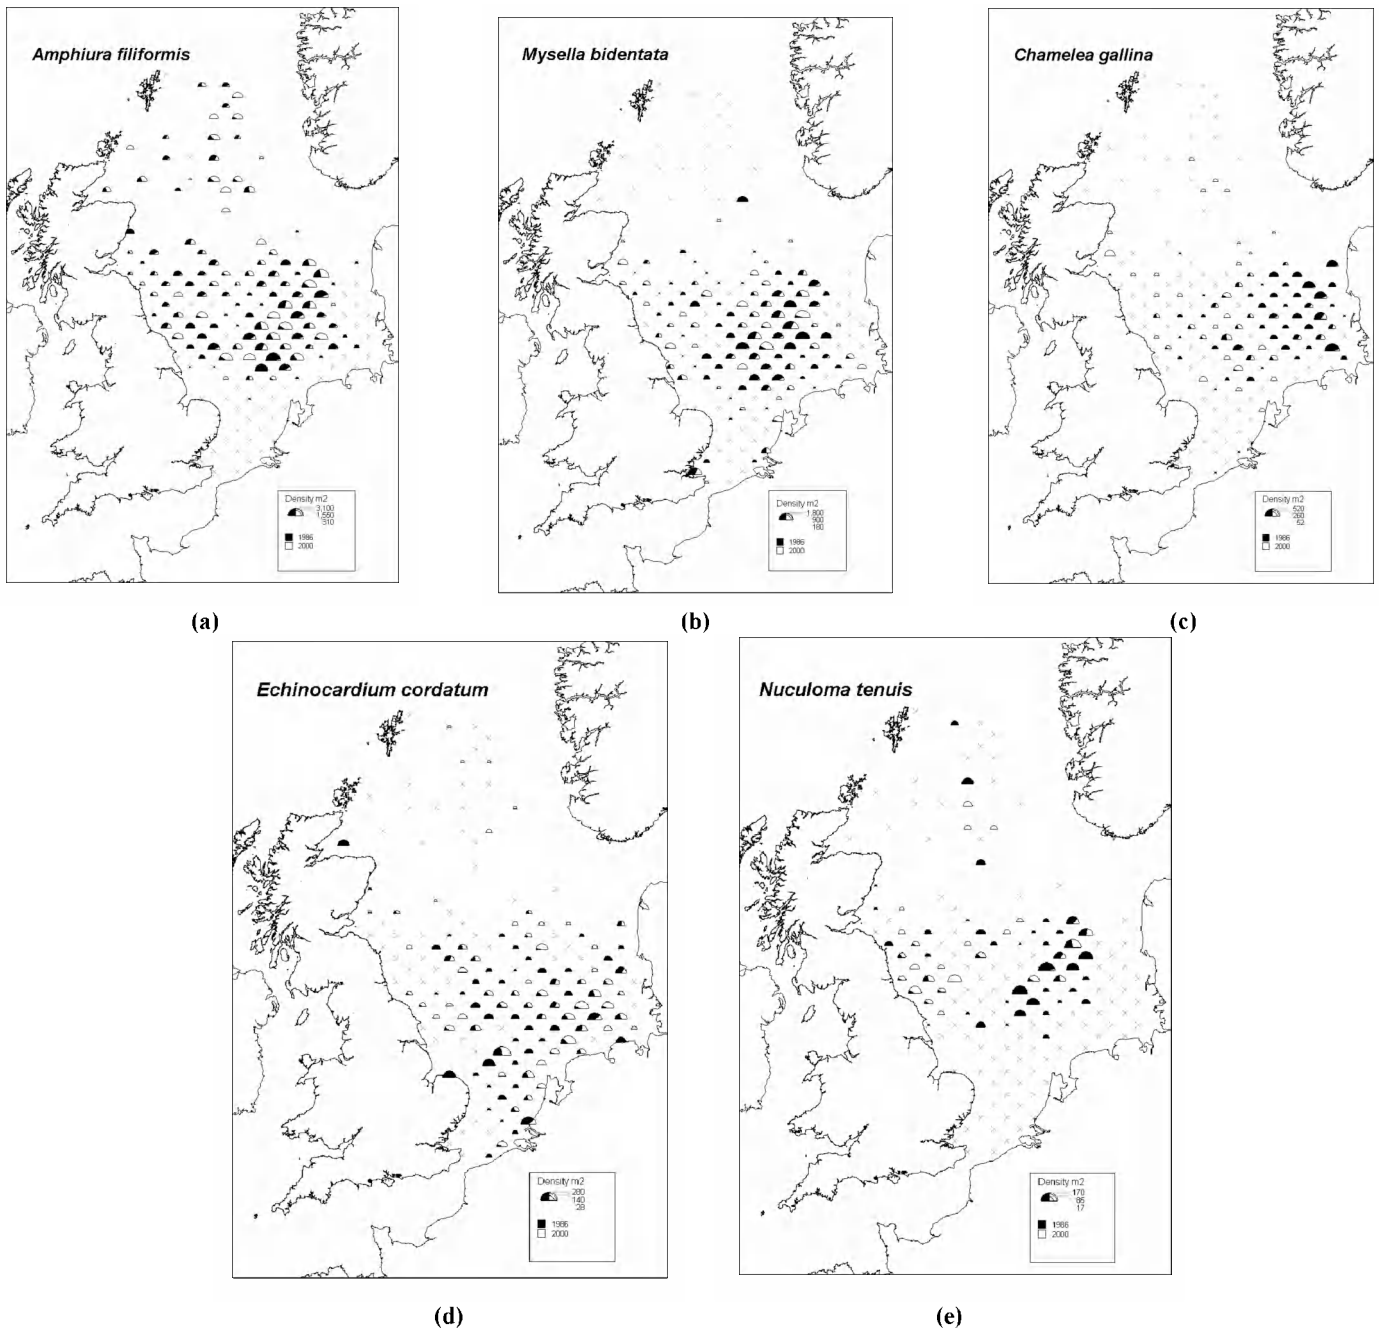 Amphiura filiformis
Density m2
3,100
1,550
310
1986
2000
(a)
Mysella bidentata
Density m2
1,800
900
180
1986
2000
(b)
Chamelea gallina
Density m2
520
260
52
1986
2000
(c)
Echinocardium cordatum
Density m2
280
140
28
1986
2000
(d)
Nuculoma tenuis
Density m2
170
85
17
1986
2000
(e)